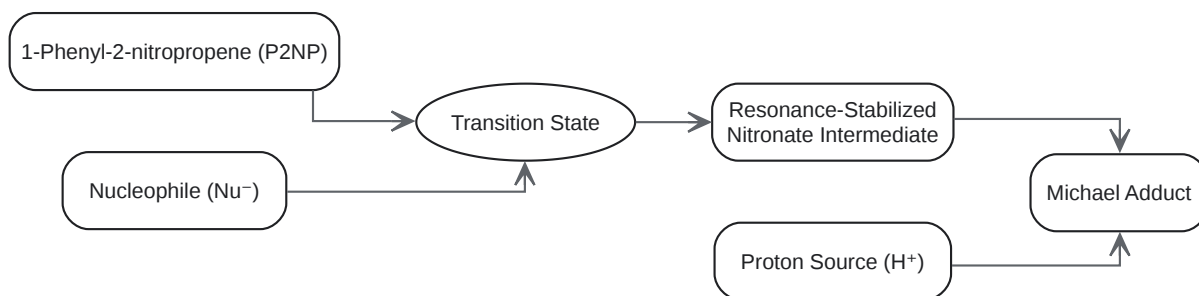 1-Phenyl-2-nitropropene (P2NP)
Transition State
Resonance-Stabilized
Nitronate Intermediate
Nucleophile (Nu⁻)
Michael Adduct
Proton Source (H⁺)